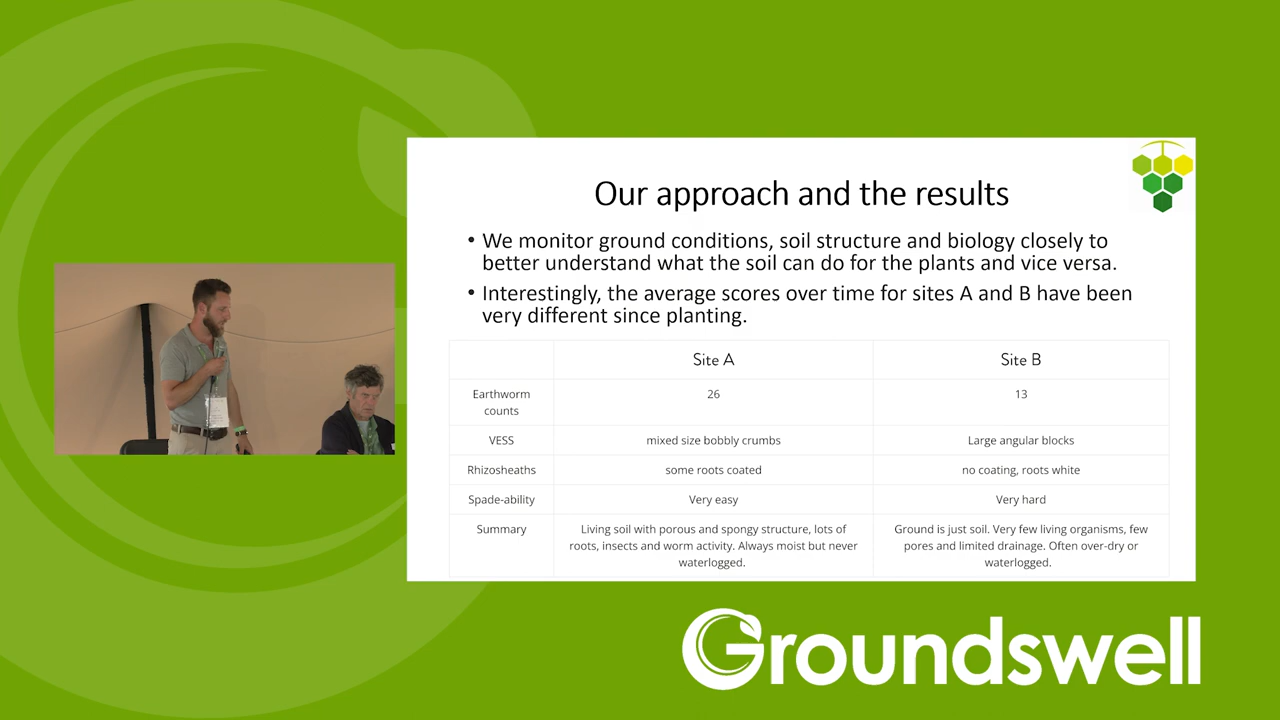 Our approach and the results
• We monitor ground conditions, soil structure and biology closely to
better understand what the soil can do for the plants and vice versa.
• Interestingly, the average scores over time for sites A and B have been
very different since planting.
Site A Site B
Earthworm counts 26 13
VESS mixed size bobbly crumbs Large angular blocks
Rhizosheaths some roots coated no coating, roots white
Spade-ability Very easy Very hard
Summary
Living soil with porous and spongy structure, lots of
roots, insects and worm activity. Always moist but never
waterlogged.
Ground is just soil. Very few living organisms, few
pores and limited drainage. Often over-dry or
waterlogged.
Groundswell